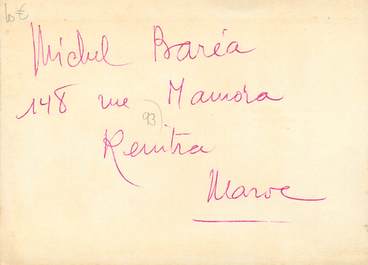 10€
Michel Baréa
148 rue Mamora
93
Kenitra
Maroc